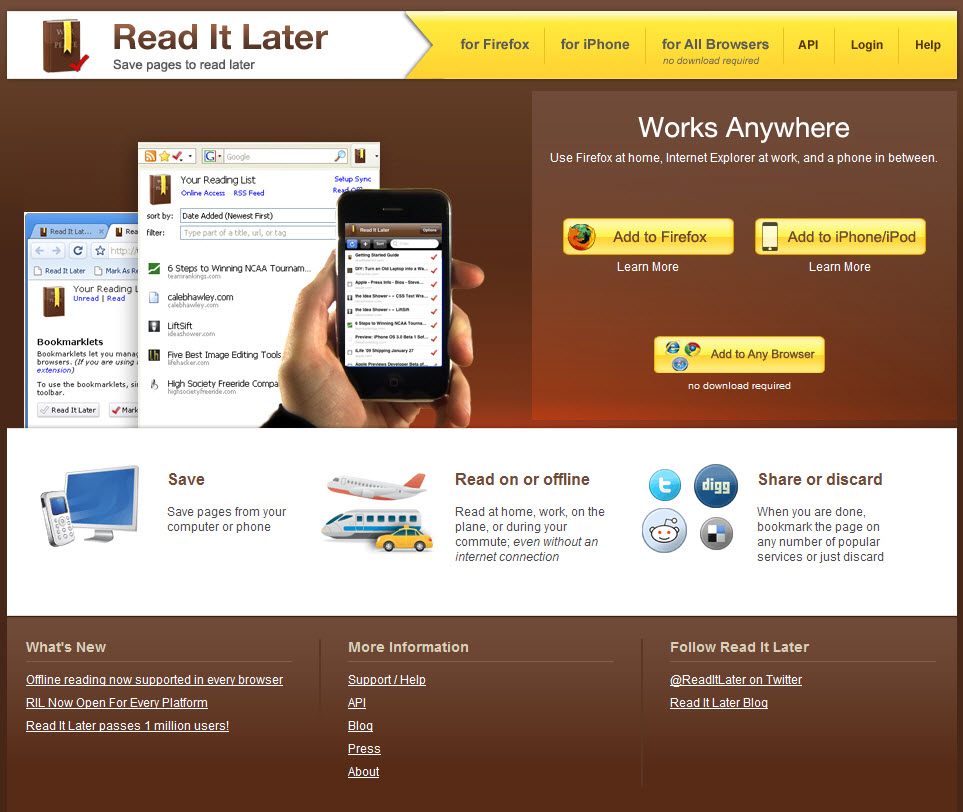 Read It Later
Save pages to read later
for Firefox
for iPhone
for All Browsers
no download required
API
Login
Help
Works Anywhere
Use Firefox at home, Internet Explorer at work, and a phone in between.
Add to Firefox
Learn More
Add to iPhone/iPod
Learn More
Add to Any Browser
no download required
Google
Your Reading List
Setup Sync
Online Access
RSS Feed
Read
sort by:
Date Added (Newest First)
filter:
Type part of a title, url, or tag
6 Steps to Winning NCAA Tournam...
teamrankings.com
calebhawley.com
calebhawley.com
LiftSift
ideashower.com
Five Best Image Editing Tools
lifehacker.com
High Society Freeride Compa
highsocietyfreeride.com
Read It Lat...
Rea
http://
Read It Later
Mark As Re
Your Reading L
Unread | Read
Bookmarklets
Bookmarklets let you mana
browsers. (If you are using
extension)
To use the bookmarklets, si
toolbar.
Read It Later
Mark
Read It Later
Options
Sort
Getting Started Guide
DIY: Turn an Old Laptop into a Wa...
Apple - Press Info - Bios - Steve...
the Idea Shower
the Idea Shower
6 Steps to Winning NCAA Tourna...
Preview: iPhone OS 3.0 Beta 1
iLife '09 Shipping January 27
Apple Previews Developer Beta of
Save
Save pages from your
computer or phone
Read on or offline
Read at home, work, on the
plane, or during your
commute; even without an
internet connection
digg
Share or discard
When you are done,
bookmark the page on
any number of popular
services or just discard
What's New
Offline reading now supported in every browser
RIL Now Open For Every Platform
Read It Later passes 1 million users!
More Information
Support / Help
API
Blog
Press
About
Follow Read It Later
@ReadItLater on Twitter
Read It Later Blog